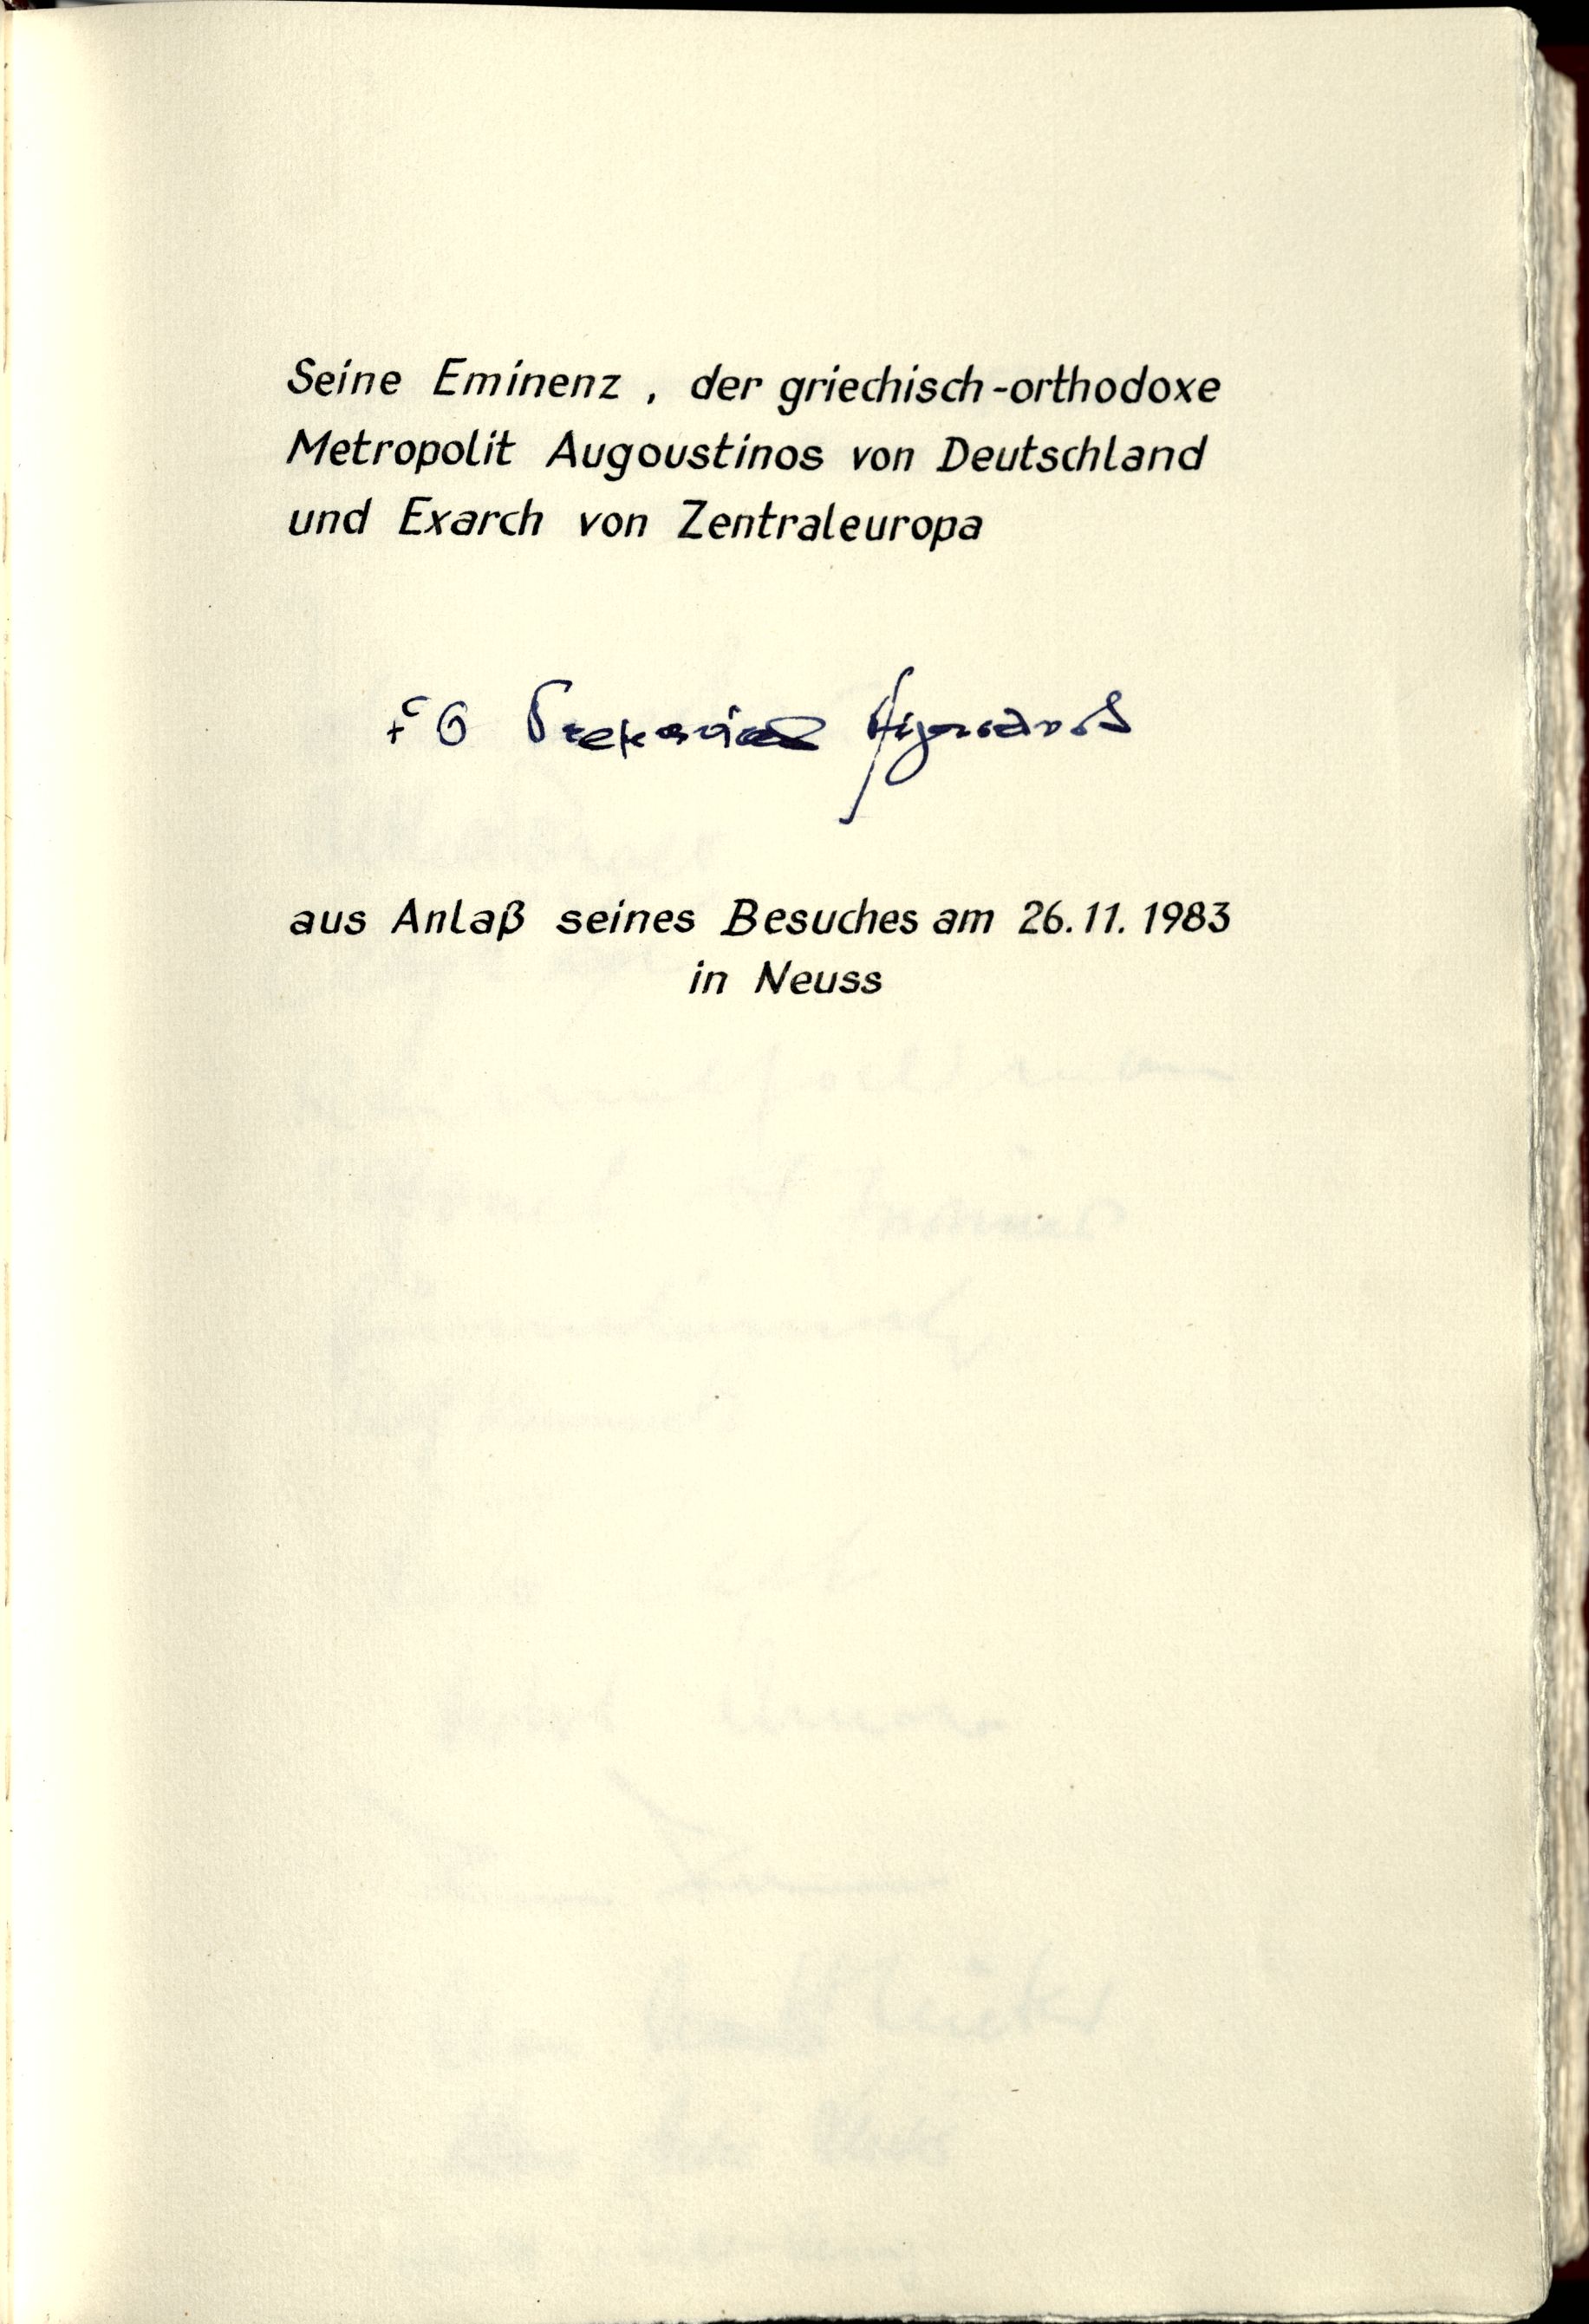 Seine Eminenz, der griechisch-orthodoxe
Metropolit Augoustinos von Deutschland
und Exarch von Zentraleuropa
aus Anlaß seines Besuches am 26.11.1983
in Neuss